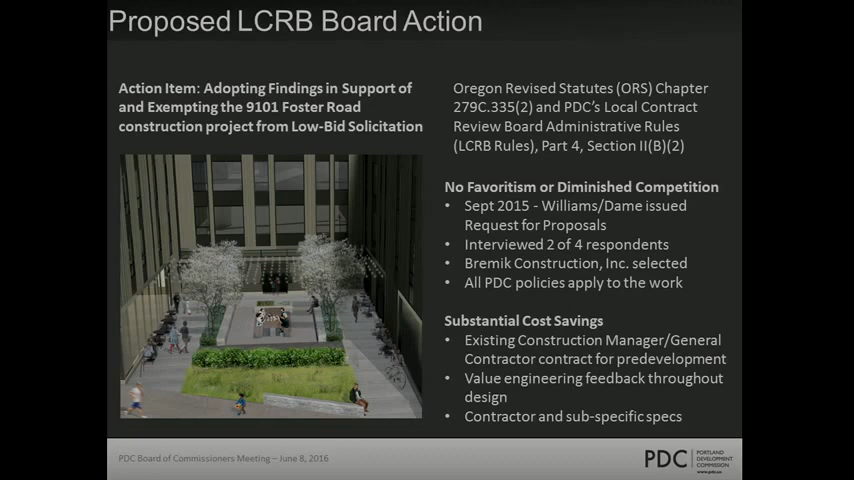 Proposed LCRB Board Action
Action Item: Adopting Findings in Support of
and Exempting the 9101 Foster Road
construction project from Low-Bid Solicitation
Oregon Revised Statutes (ORS) Chapter
279C.335(2) and PDC's Local Contract
Review Board Administrative Rules
(LCRB Rules), Part 4, Section II(B)(2)
No Favoritism or Diminished Competition
• Sept 2015 - Williams/Dame issued
Request for Proposals
• Interviewed 2 of 4 respondents
• Bremik Construction, Inc. selected
• All PDC policies apply to the work
Substantial Cost Savings
• Existing Construction Manager/General
Contractor contract for predevelopment
• Value engineering feedback throughout
design
• Contractor and sub-specific specs
PDC Board of Commissioners Meeting – June 8, 2016
PDC
PORTLAND
DEVELOPMENT
COMMISSION
www.pdc.us